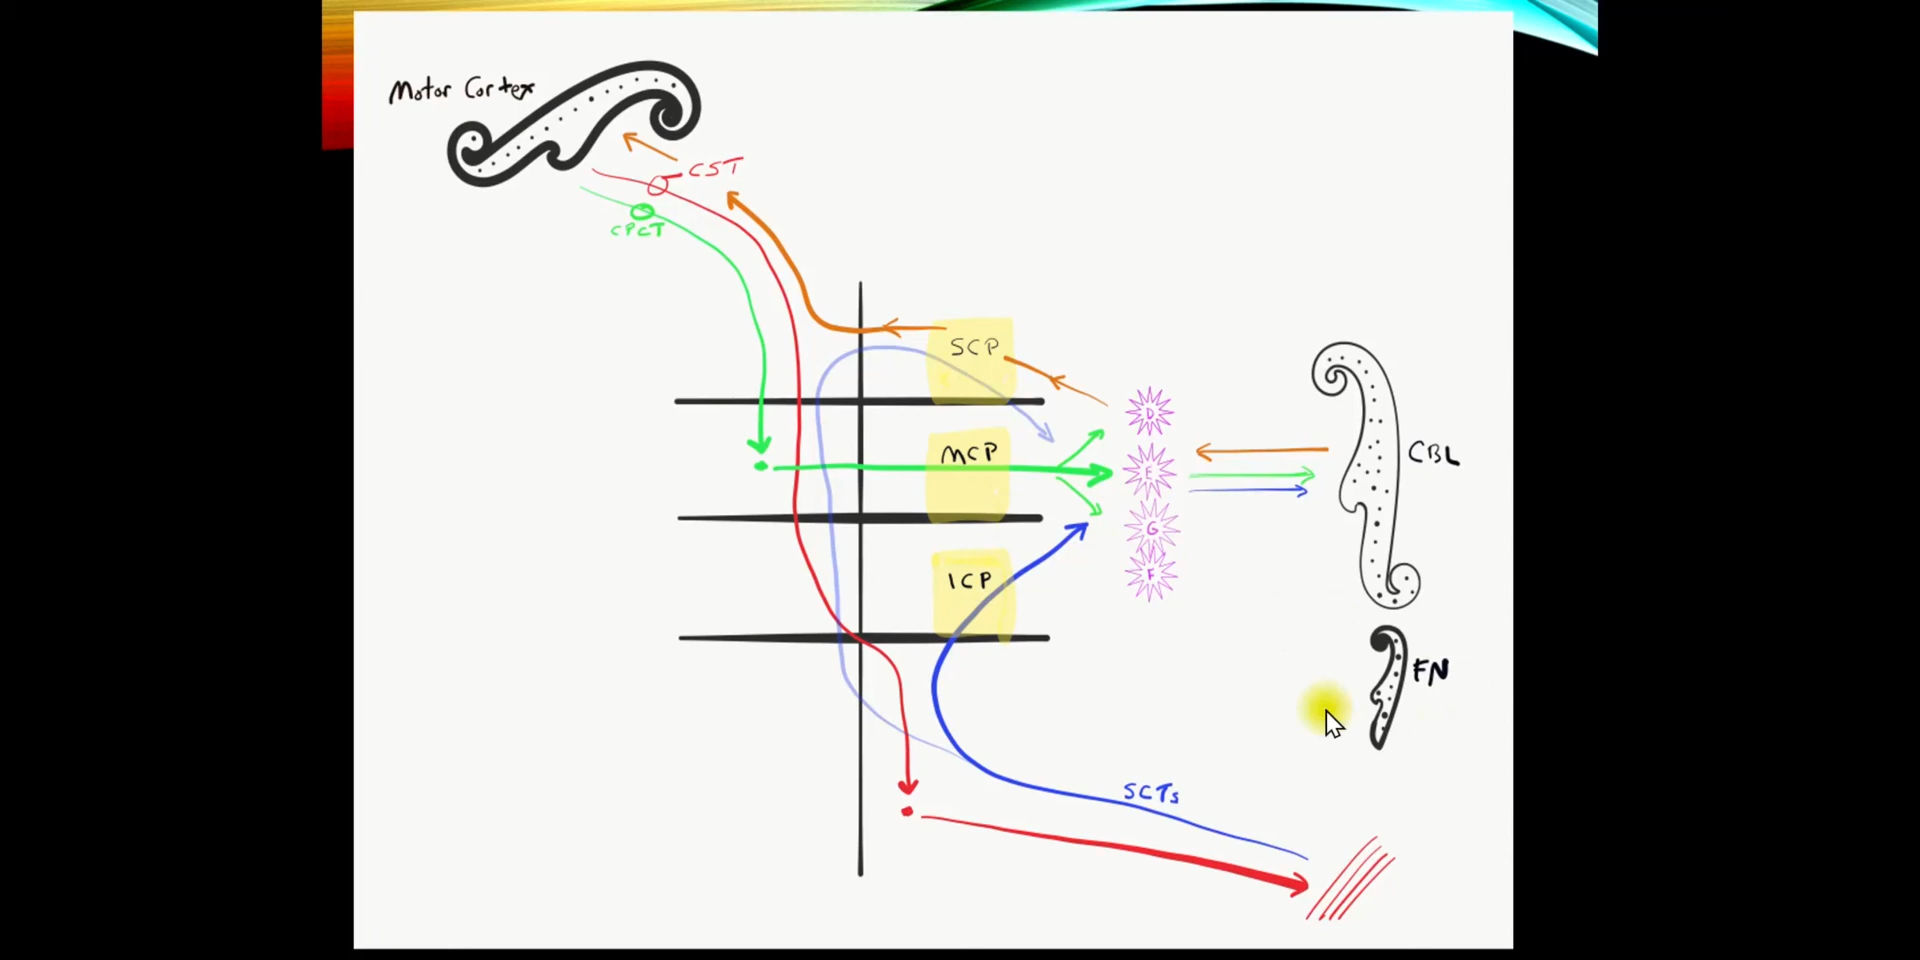 Motor Cortex
CST
CPCT
SCP
D
MCP
E
CBL
G
ICP
F
FN
SCTs